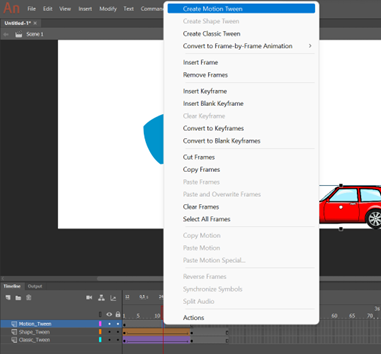 An File Edit View Insert Modify Text Command
Untitled-1*
Scene 1
Create Motion Tween
Create Shape Tween
Create Classic Tween
Convert to Frame-by-Frame Animation
Insert Frame
Remove Frames
Insert Keyframe
Insert Blank Keyframe
Clear Keyframe
Convert to Keyframes
Convert to Blank Keyframes
Cut Frames
Copy Frames
Paste Frames
Paste and Overwrite Frames
Clear Frames
Select All Frames
Copy Motion
Paste Motion
Paste Motion Special...
Reverse Frames
Synchronize Symbols
Split Audio
Actions
Timeline Output
Motion_Tween
Shape_Tween
Classic_Tween
5 10
65 70